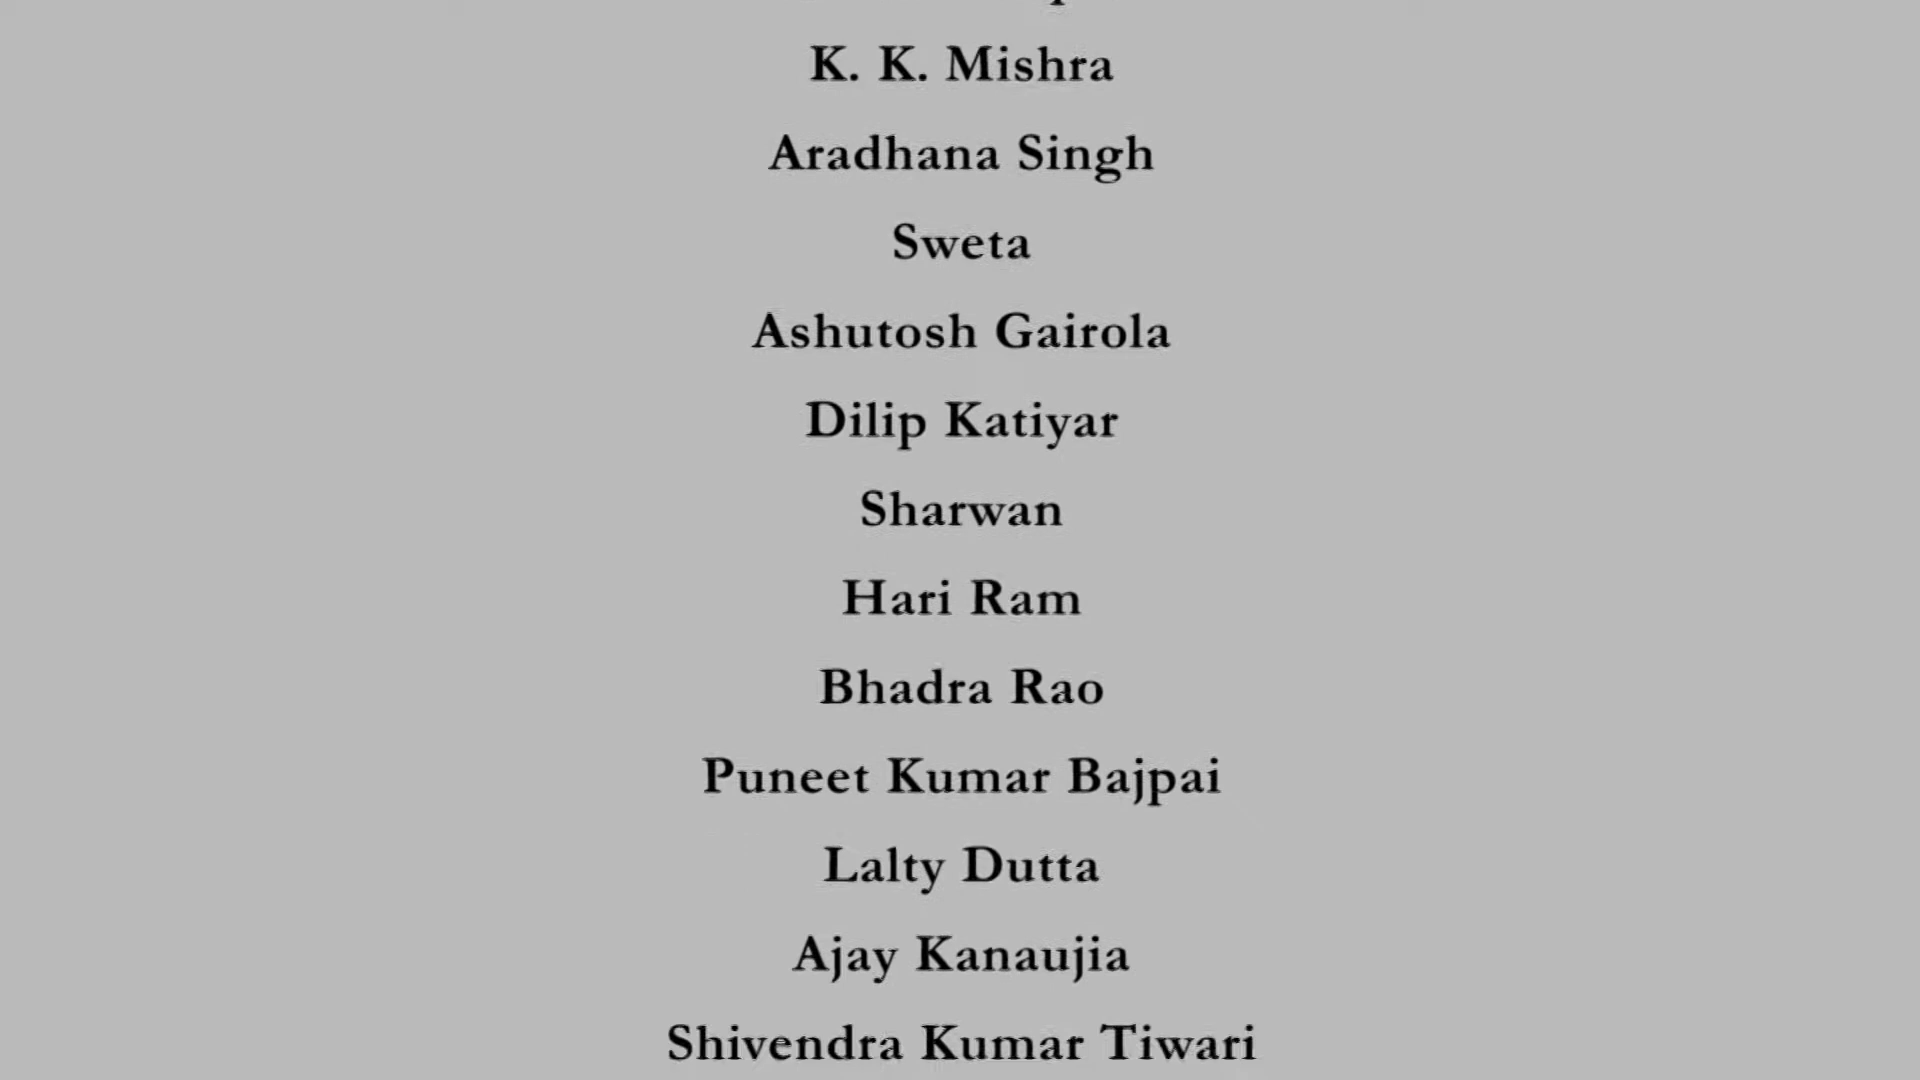 K. K. Mishra
Aradhana Singh
Sweta
Ashutosh Gairola
Dilip Katiyar
Sharwan
Hari Ram
Bhadra Rao
Puneet Kumar Bajpai
Lalty Dutta
Ajay Kanaujia
Shivendra Kumar Tiwari